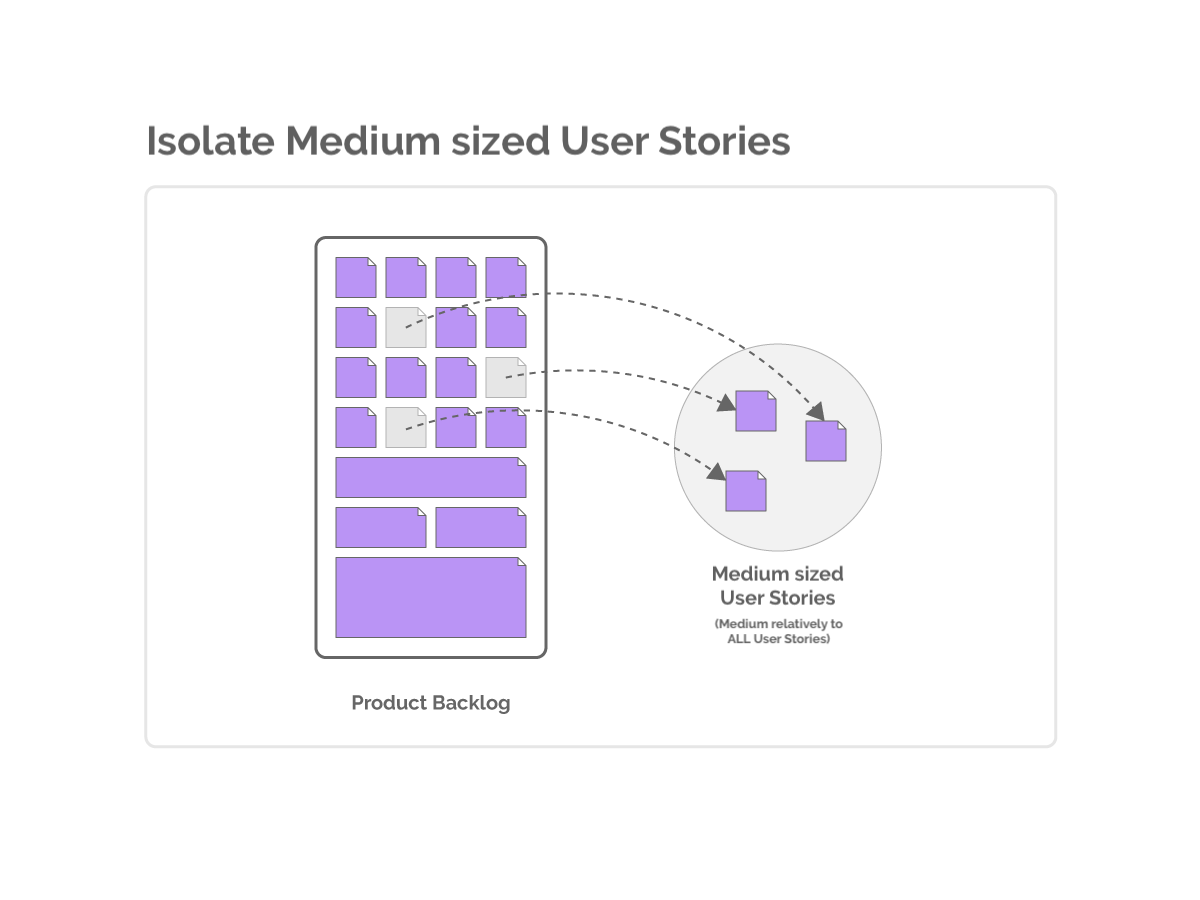 Isolate Medium sized User Stories
Medium sized
User Stories
(Medium relatively to
ALL User Stories)
Product Backlog